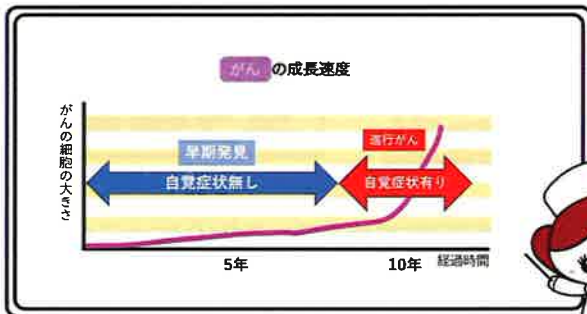 がんの成長速度
がんの細胞の大きさ
早期発見
自覚症状無し
進行がん
自覚症状有り
5年
10年
経過時間